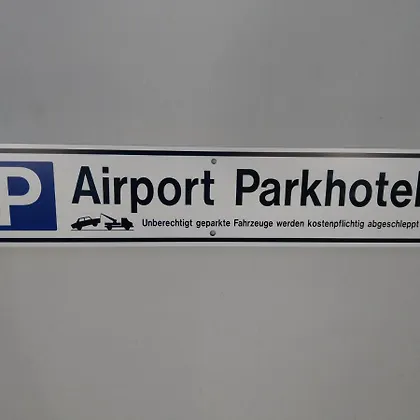 P Airport Parkhotel
Unberechtigt geparkte Fahrzeuge werden kostenpflichtig abgeschleppt